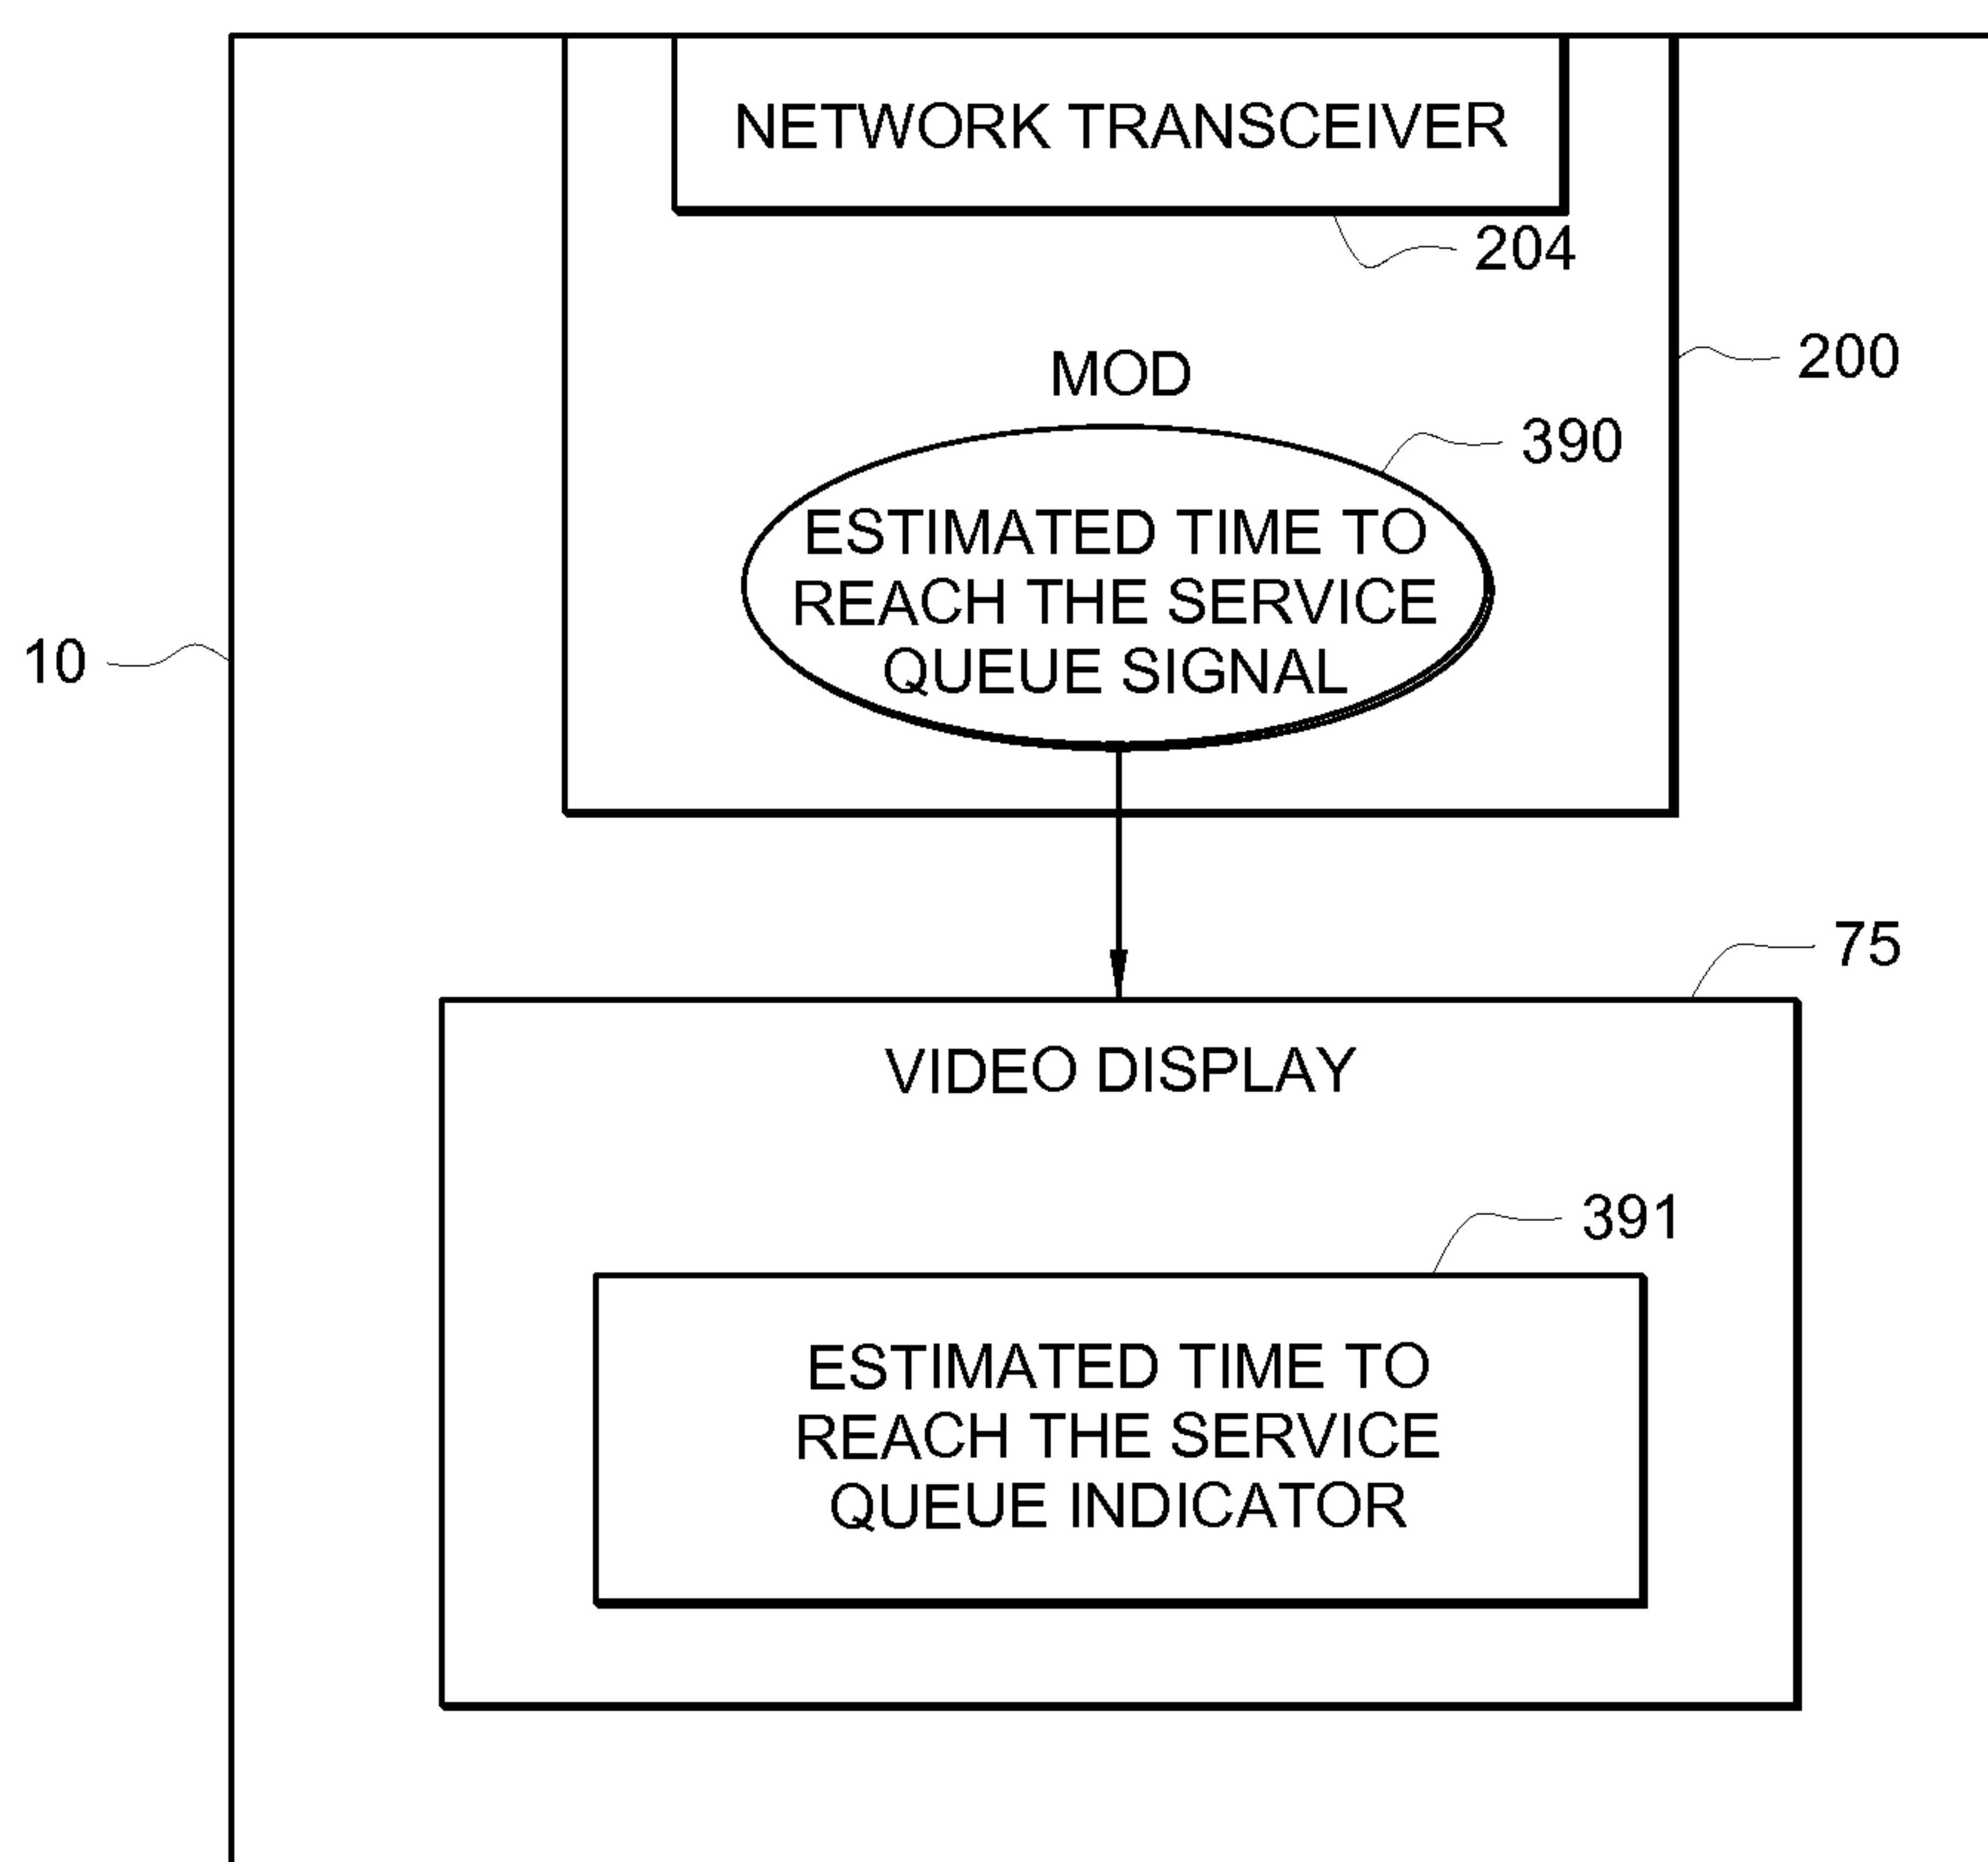 NETWORK TRANSCEIVER
204
MOD
200
390
ESTIMATED TIME TO
REACH THE SERVICE
QUEUE SIGNAL
10
75
VIDEO DISPLAY
391
ESTIMATED TIME TO
REACH THE SERVICE
QUEUE INDICATOR